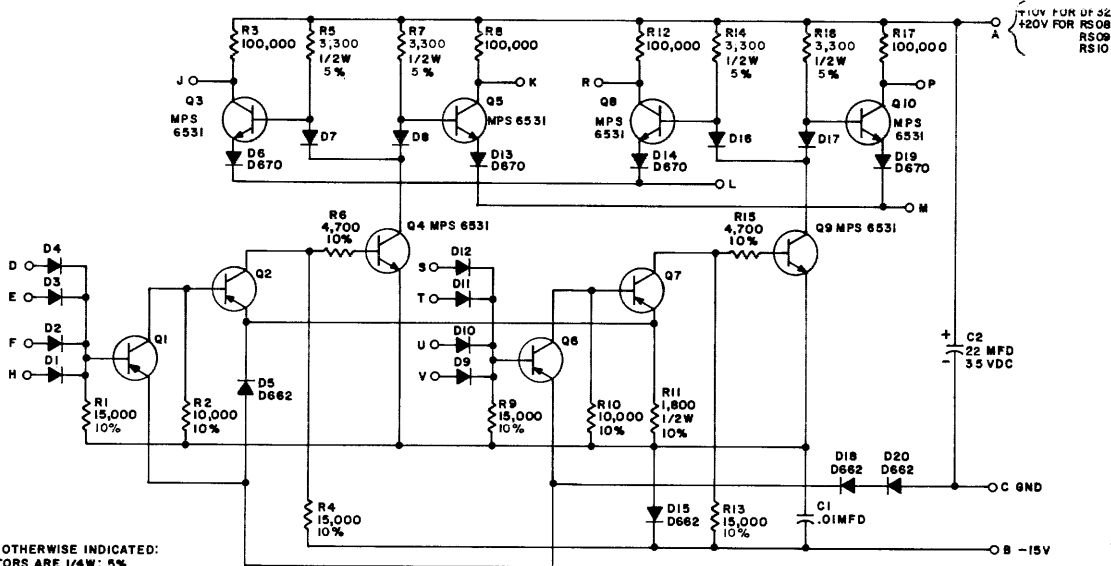 +10V FOR DF32
+20V FOR RS08
RS09
RS10
A
R3
100,000
R5
3,300
1/2W
5%
R7
3,300
1/2W
5%
R8
100,000
R12
100,000
R14
3,300
1/2W
5%
R16
3,300
1/2W
5%
R17
100,000
J
K
R
P
Q3
MPS
6531
Q5
MPS 6531
Q8
MPS
6531
Q10
MPS
6531
D7
D8
D16
D17
D6
D670
D13
D670
D14
D670
D19
D670
L
M
R6
4,700
10%
Q4 MPS 6531
R15
4,700
10%
Q9 MPS 6531
D4
D
D3
E
D2
F
D1
H
Q1
Q2
D12
S
D11
T
D10
U
D9
V
Q6
Q7
D5
D662
R1
15,000
10%
R2
10,000
10%
R9
15,000
10%
R10
10,000
10%
R11
1,800
1/2W
10%
+
C2
22 MFD
35 VDC
–
D18
D662
D20
D662
C GND
R4
15,000
10%
D15
D662
R13
15,000
10%
C1
.01MFD
B -15V
OTHERWISE INDICATED:
TORS ARE 1/4W; 5%